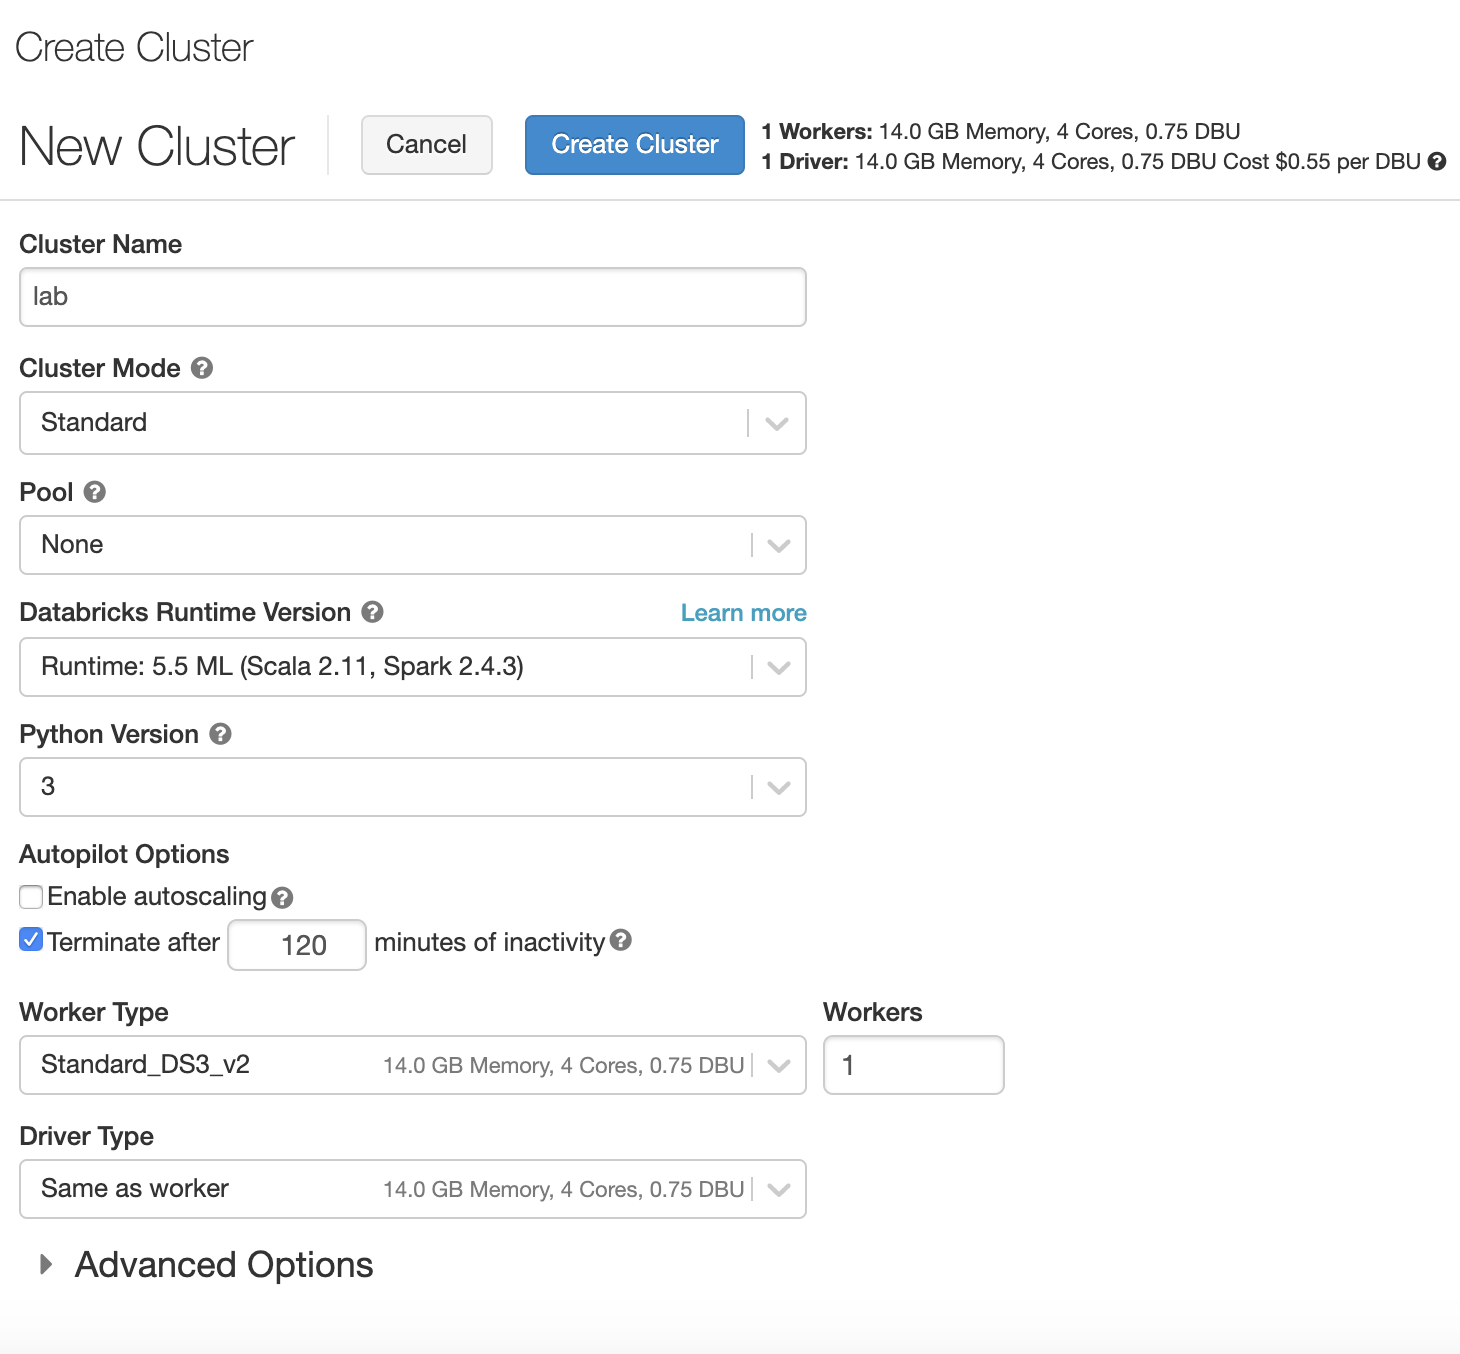 Create Cluster
New Cluster
Cancel
Create Cluster
1 Workers: 14.0 GB Memory, 4 Cores, 0.75 DBU
1 Driver: 14.0 GB Memory, 4 Cores, 0.75 DBU Cost $0.55 per DBU ?
Cluster Name
lab
Cluster Mode ?
Standard
Pool ?
None
Databricks Runtime Version ? Learn more
Runtime: 5.5 ML (Scala 2.11, Spark 2.4.3)
Python Version ?
3
Autopilot Options
Enable autoscaling ?
Terminate after 120 minutes of inactivity ?
Worker Type Workers
Standard_DS3_v2 14.0 GB Memory, 4 Cores, 0.75 DBU 1
Driver Type
Same as worker 14.0 GB Memory, 4 Cores, 0.75 DBU
Advanced Options